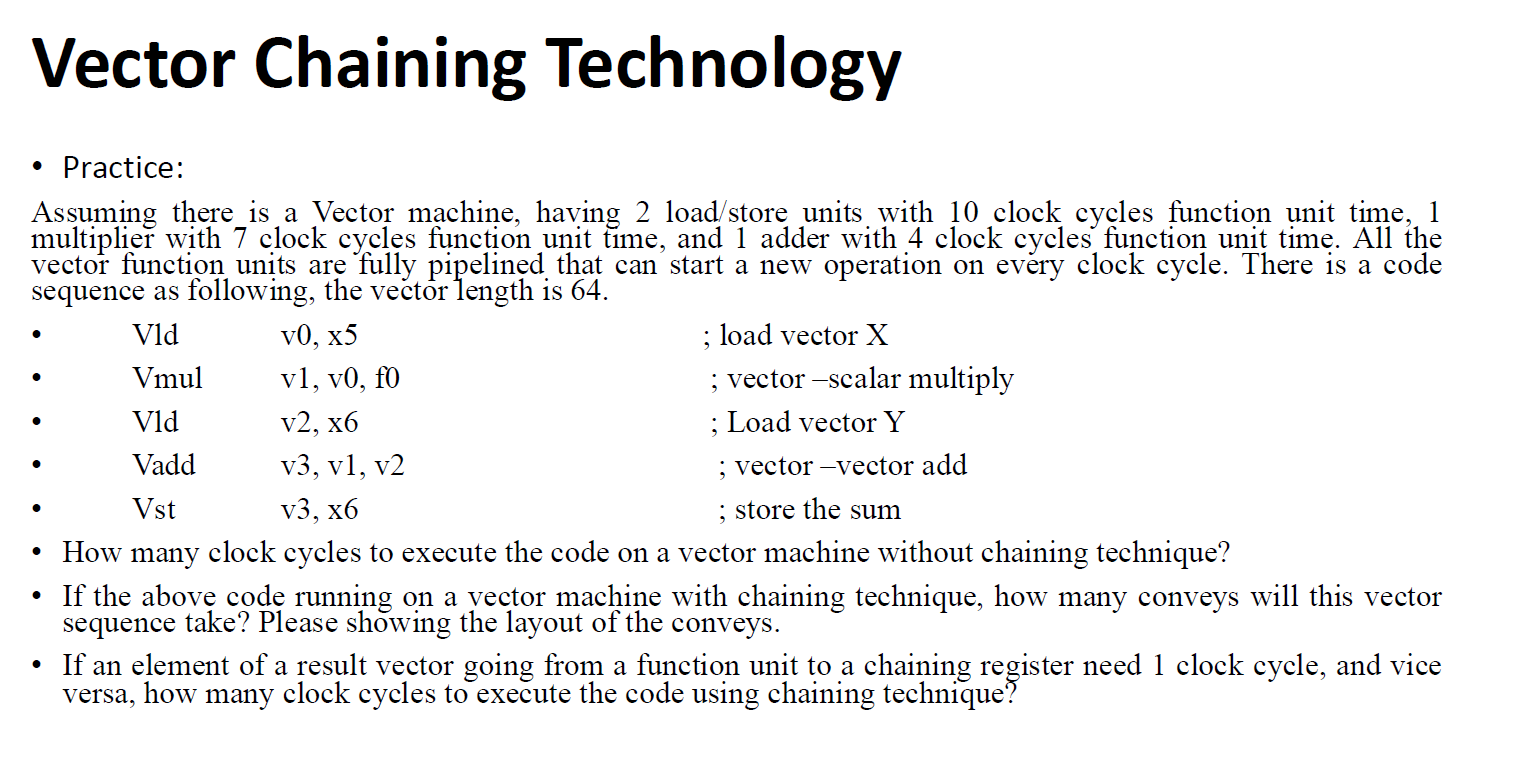 Vector Chaining Technology
• Practice:
Assuming there is a Vector machine, having 2 load/store units with 10 clock cycles function unit time, 1
multiplier with 7 clock cycles function unit time, and 1 adder with 4 clock cycles function unit time. All the
vector function units are fully pipelined that can start a new operation on every clock cycle. There is a code
sequence as following, the vector length is 64.
• Vld v0, x5 ; load vector X
• Vmul v1, v0, f0 ; vector –scalar multiply
• Vld v2, x6 ; Load vector Y
• Vadd v3, v1, v2 ; vector –vector add
• Vst v3, x6 ; store the sum
• How many clock cycles to execute the code on a vector machine without chaining technique?
• If the above code running on a vector machine with chaining technique, how many conveys will this vector
sequence take? Please showing the layout of the conveys.
• If an element of a result vector going from a function unit to a chaining register need 1 clock cycle, and vice
versa, how many clock cycles to execute the code using chaining technique?